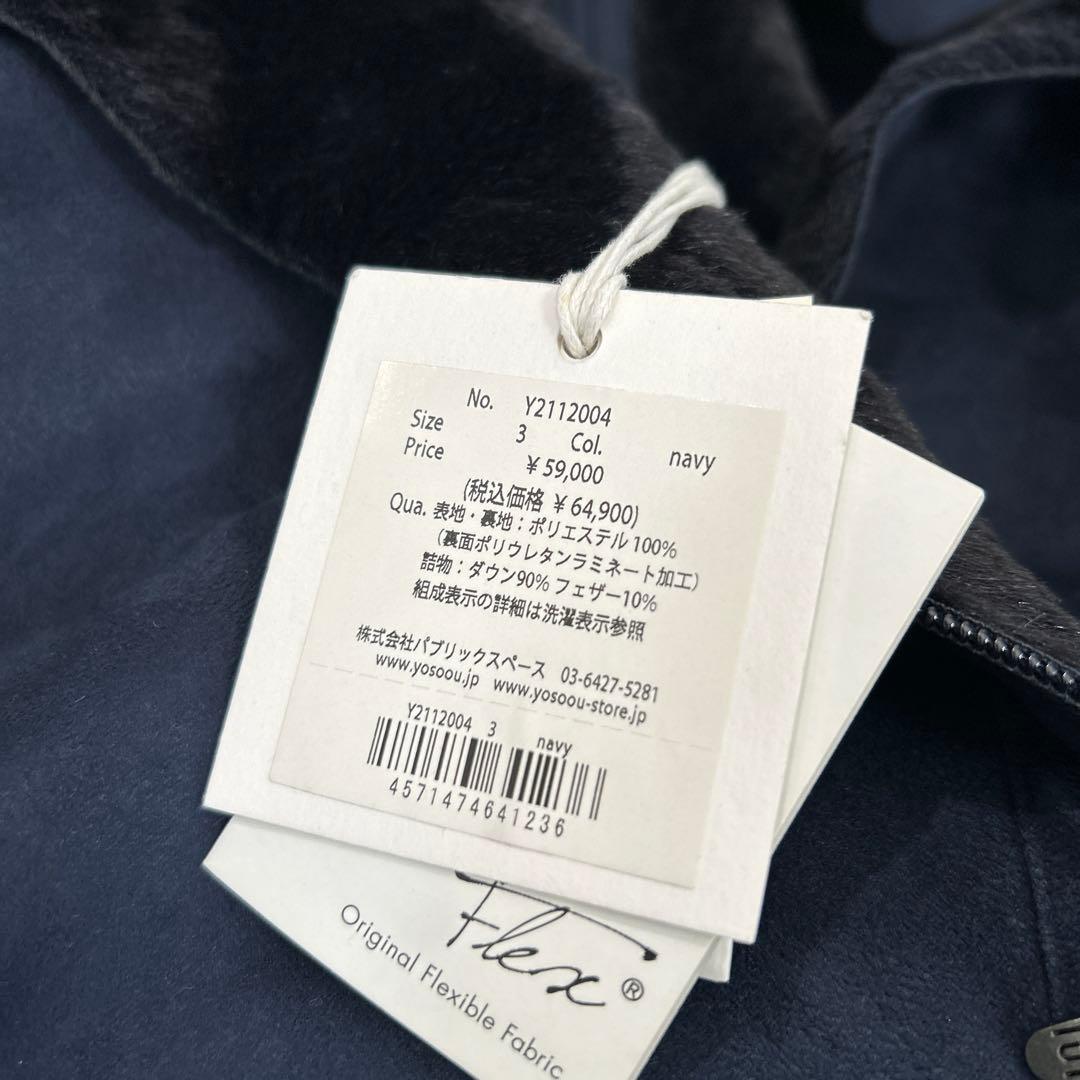 No. Y2112004
Size 3 Col. navy
Price ¥59,000
(税込価格 ¥64,900)
Qua. 表地・裏地：ポリエステル100%
(裏面ポリウレタンラミネート加工)
詰物：ダウン90% フェザー10%
組成表示の詳細は洗濯表示参照
株式会社パブリックスペース 03-6427-5281
www.yosoou.jp www.yosoou-store.jp
Y2112004 3 navy
4571474641236
Flex®
Original Flexible Fabric